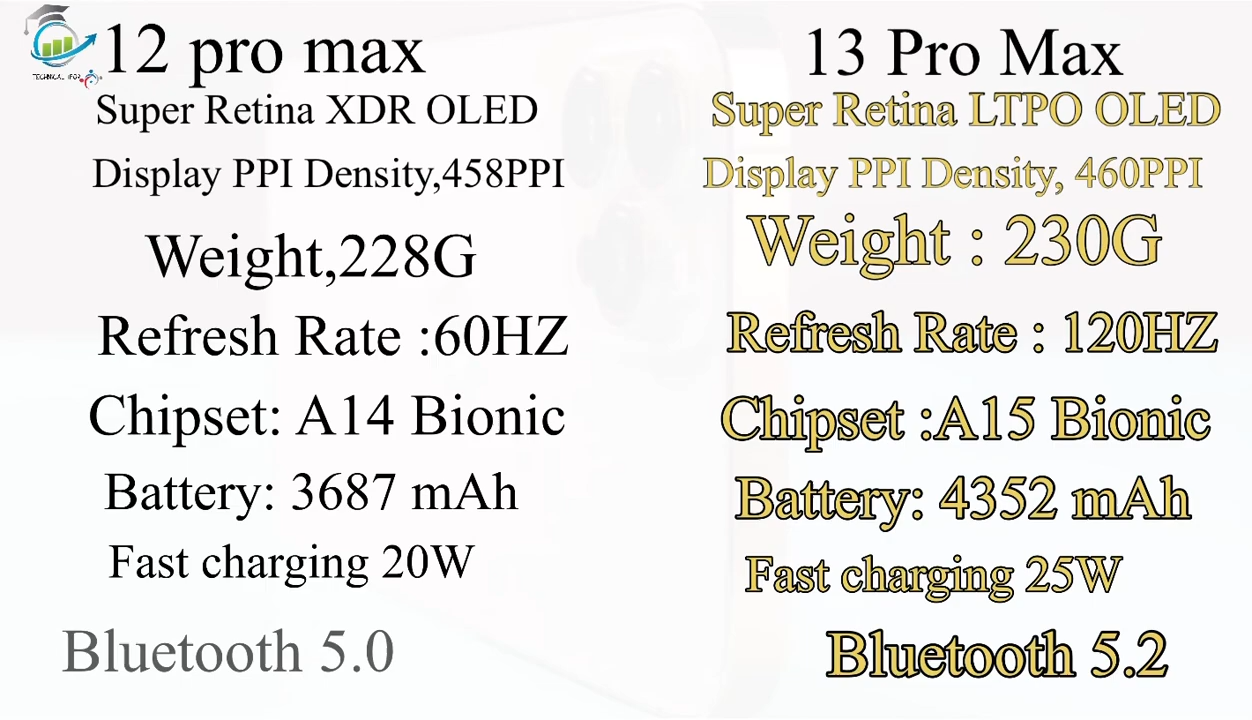 TECHNICAL IFOR
12 pro max
Super Retina XDR OLED
Display PPI Density,458PPI
Weight,228G
Refresh Rate :60HZ
Chipset: A14 Bionic
Battery: 3687 mAh
Fast charging 20W
Bluetooth 5.0
13 Pro Max
Super Retina LTPO OLED
Display PPI Density, 460PPI
Weight : 230G
Refresh Rate : 120HZ
Chipset :A15 Bionic
Battery: 4352 mAh
Fast charging 25W
Bluetooth 5.2